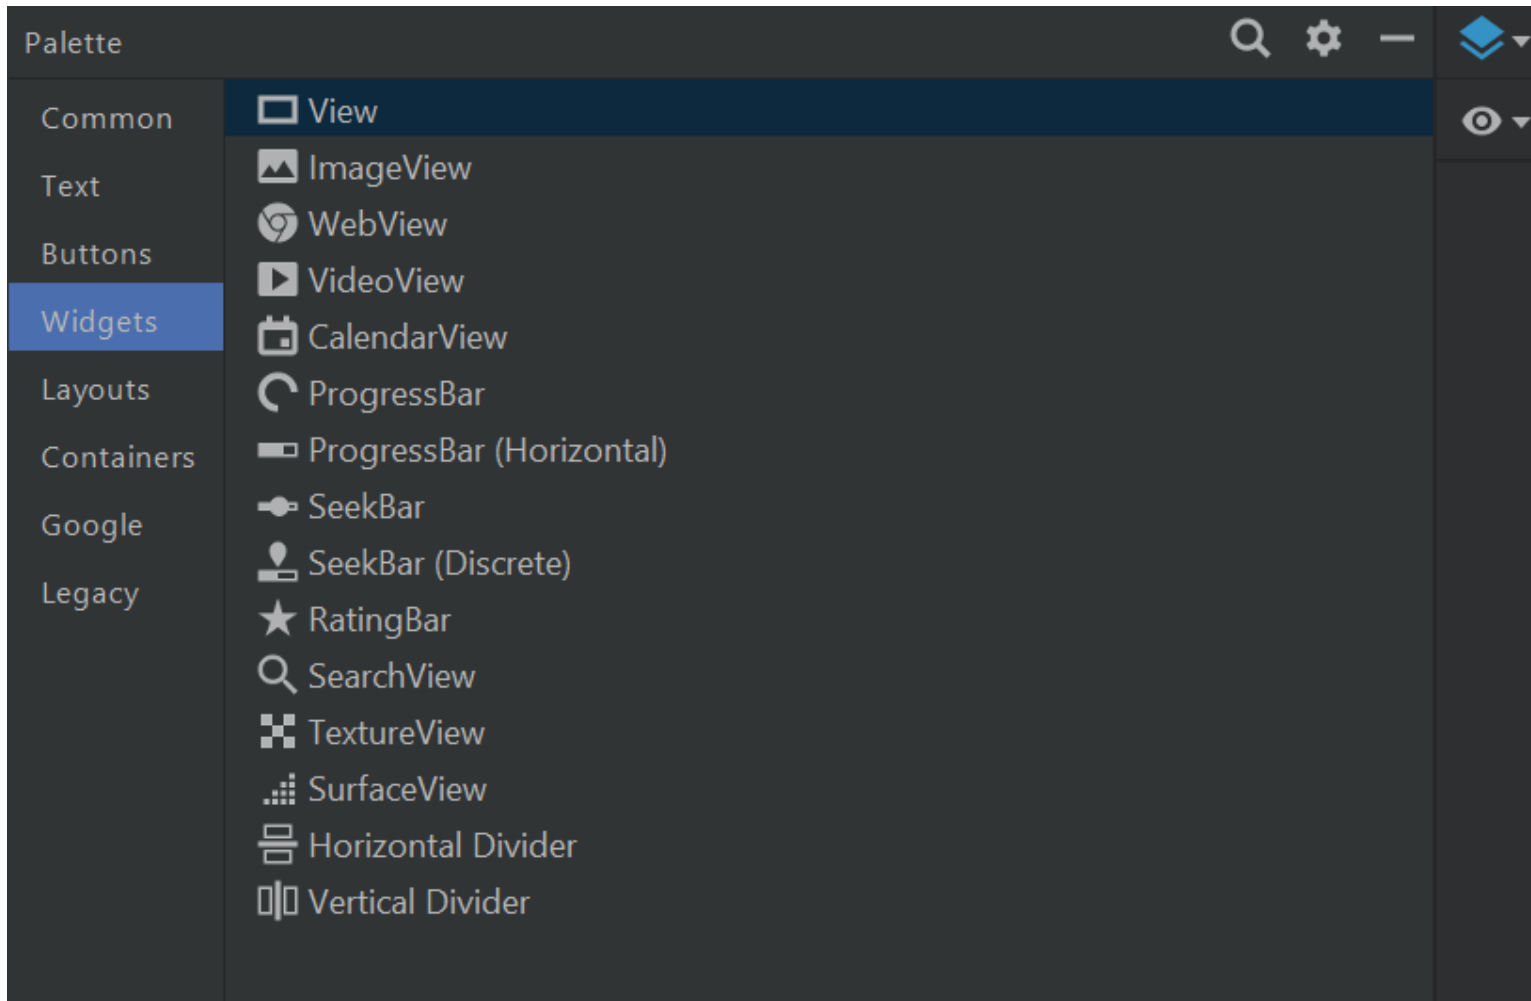 Palette
Common
Text
Buttons
Widgets
Layouts
Containers
Google
Legacy
View
ImageView
WebView
VideoView
CalendarView
ProgressBar
ProgressBar (Horizontal)
SeekBar
SeekBar (Discrete)
RatingBar
SearchView
TextureView
SurfaceView
Horizontal Divider
Vertical Divider